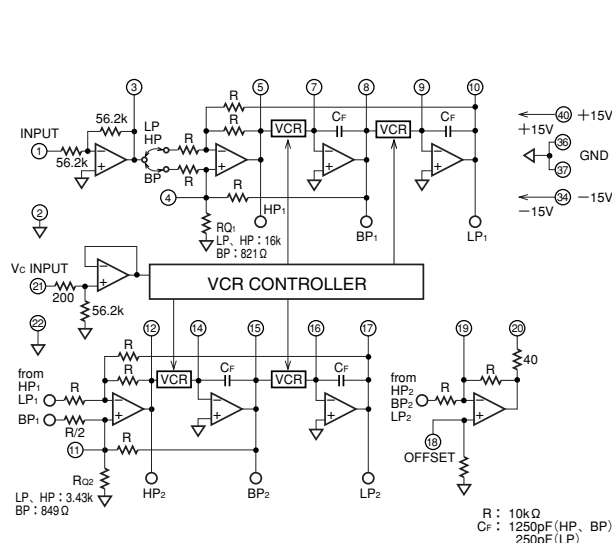 3
5
7
8
9
10
R
56.2k
LP
HP
R
R
VCR
CF
VCR
CF
40 +15V
+15V
INPUT
1
56.2k
BP
R
36
GND
37
4
R
34 −15V
−15V
2
RQ1
LP、HP：16k
BP：821Ω
HP1
BP1
LP1
VC INPUT
21
200
56.2k
VCR CONTROLLER
22
12
14
15
16
17
19
20
R
R
VCR
CF
VCR
CF
R
40
from
HP1
LP1
R
BP1
R/2
from
HP2
BP2
LP2
R
11
R
18
OFFSET
RQ2
LP、HP：3.43k
BP：849Ω
HP2
BP2
LP2
R：10kΩ
CF：1250pF(HP、BP)
250pF(LP)